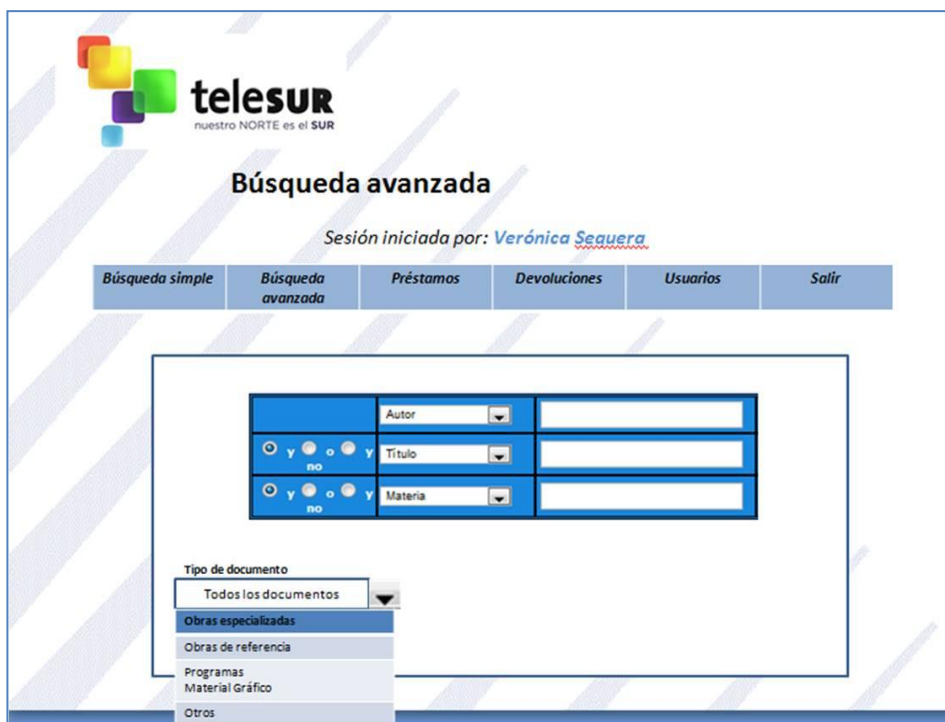 telesUR
nuestro NORTE es el SUR
Búsqueda avanzada
Sesión iniciada por: Verónica Sequera
Búsqueda simple
Búsqueda
avanzada
Préstamos
Devoluciones
Usuarios
Salir
Autor
y o y
no
Título
y o y
no
Materia
Tipo de documento
Todos los documentos
Obras especializadas
Obras de referencia
Programas
Material Gráfico
Otros